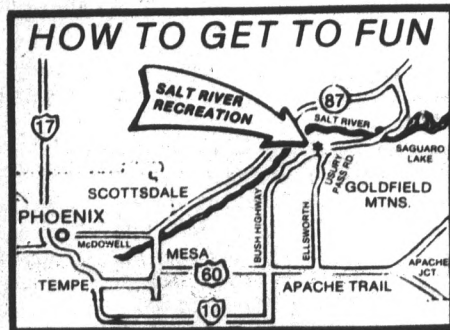 HOW TO GET TO FUN
SALT RIVER
RECREATION
87
17
SALT RIVER
SAGUARO
LAKE
USURY
PASS RD.
GOLDFIELD
MTNS.
SCOTTSDALE
PHOENIX
McDOWELL
MESA
BUSH HIGHWAY
ELLSWORTH
60
APACHE
JCT.
TEMPE
10
APACHE TRAIL